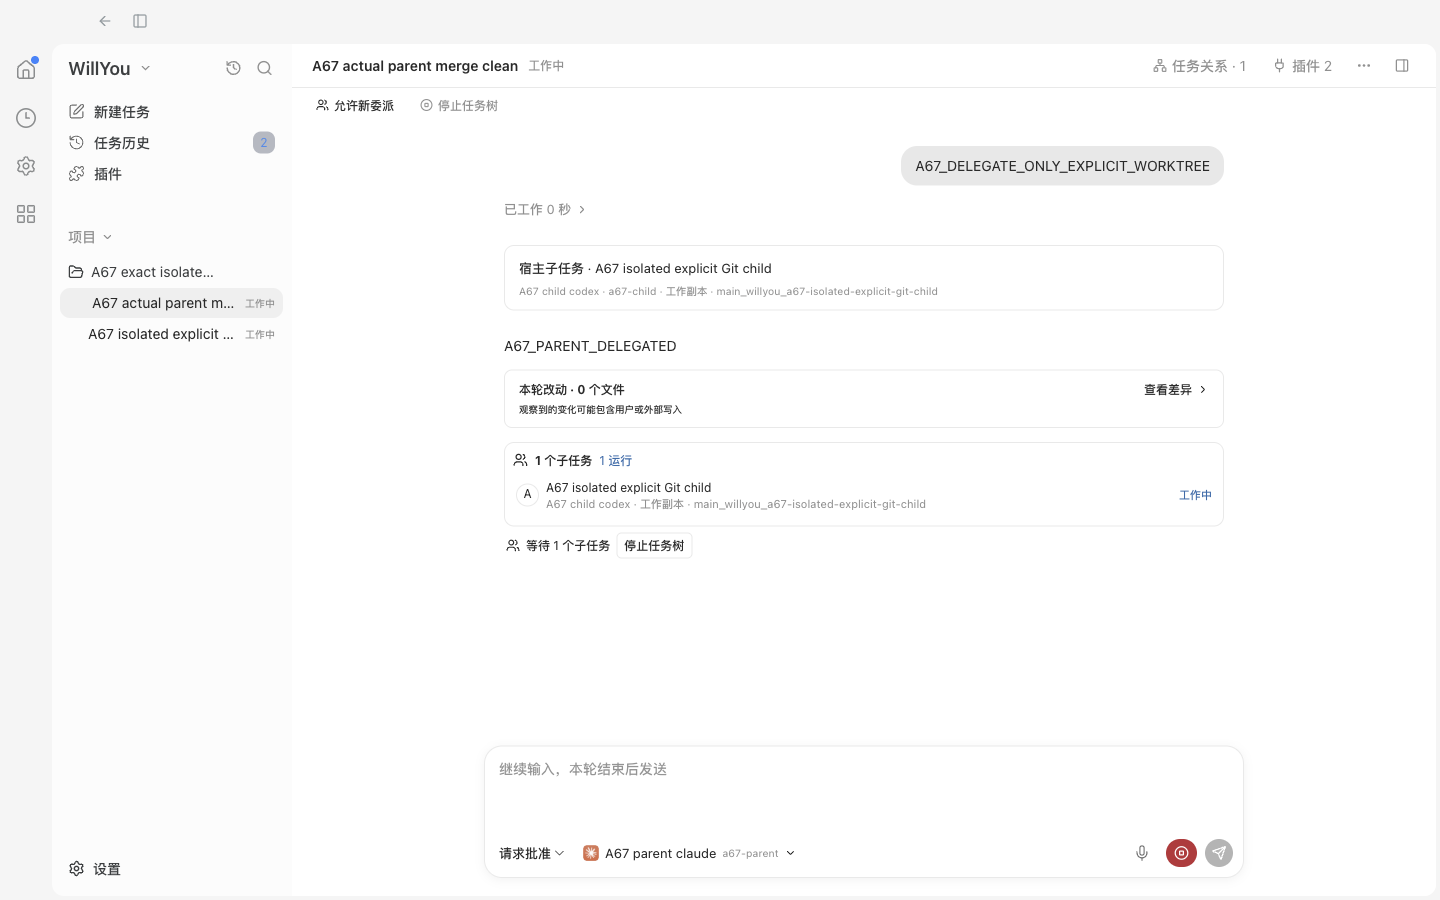 WillYou
新建任务
任务历史
2
插件
项目
A67 exact isolate...
A67 actual parent m... 工作中
A67 isolated explicit ... 工作中
设置
A67 actual parent merge clean 工作中
任务关系 · 1
插件 2
允许新委派
停止任务树
A67_DELEGATE_ONLY_EXPLICIT_WORKTREE
已工作 0 秒
宿主子任务 · A67 isolated explicit Git child
A67 child codex · a67-child · 工作副本 · main_willyou_a67-isolated-explicit-git-child
A67_PARENT_DELEGATED
本轮改动 · 0 个文件
查看差异
观察到的变化可能包含用户或外部写入
1 个子任务 1 运行
A
A67 isolated explicit Git child
A67 child codex · 工作副本 · main_willyou_a67-isolated-explicit-git-child
工作中
等待 1 个子任务
停止任务树
继续输入，本轮结束后发送
请求批准
A67 parent claude a67-parent